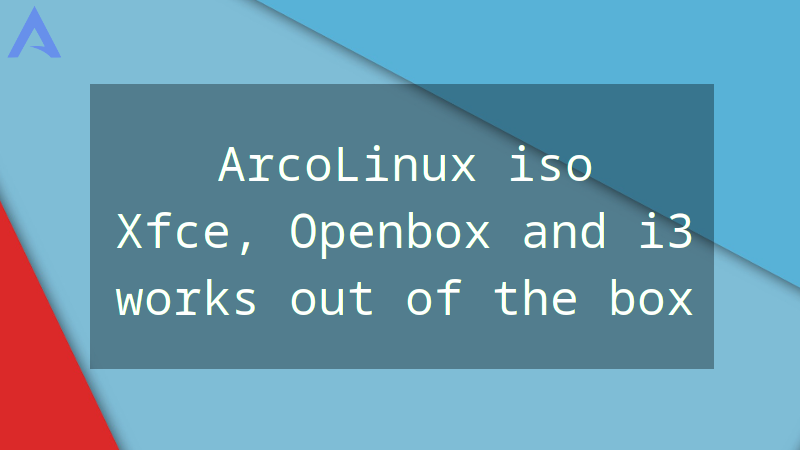 ArcoLinux iso
Xfce, Openbox and i3
works out of the box